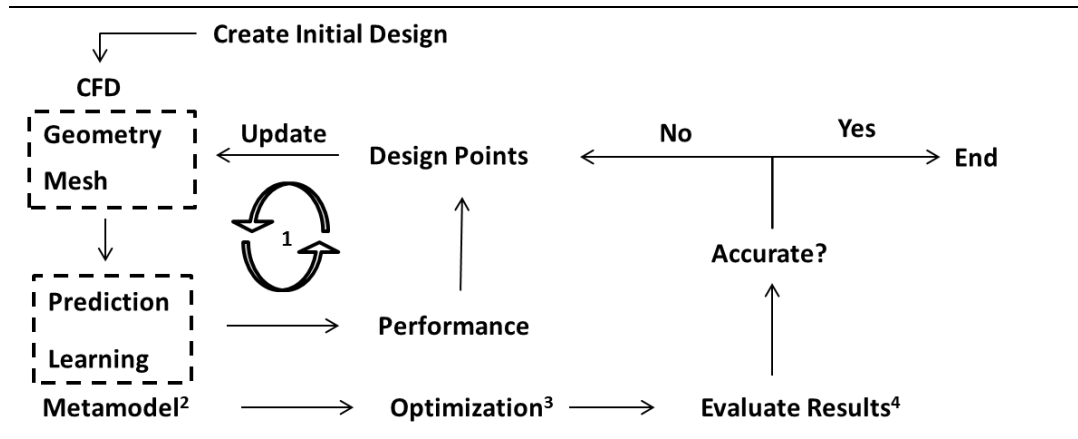 Create Initial Design
CFD
Geometry
Mesh
Update
Design Points
No
Yes
End
1
Accurate?
Prediction
Learning
Performance
Metamodel²
Optimization³
Evaluate Results⁴